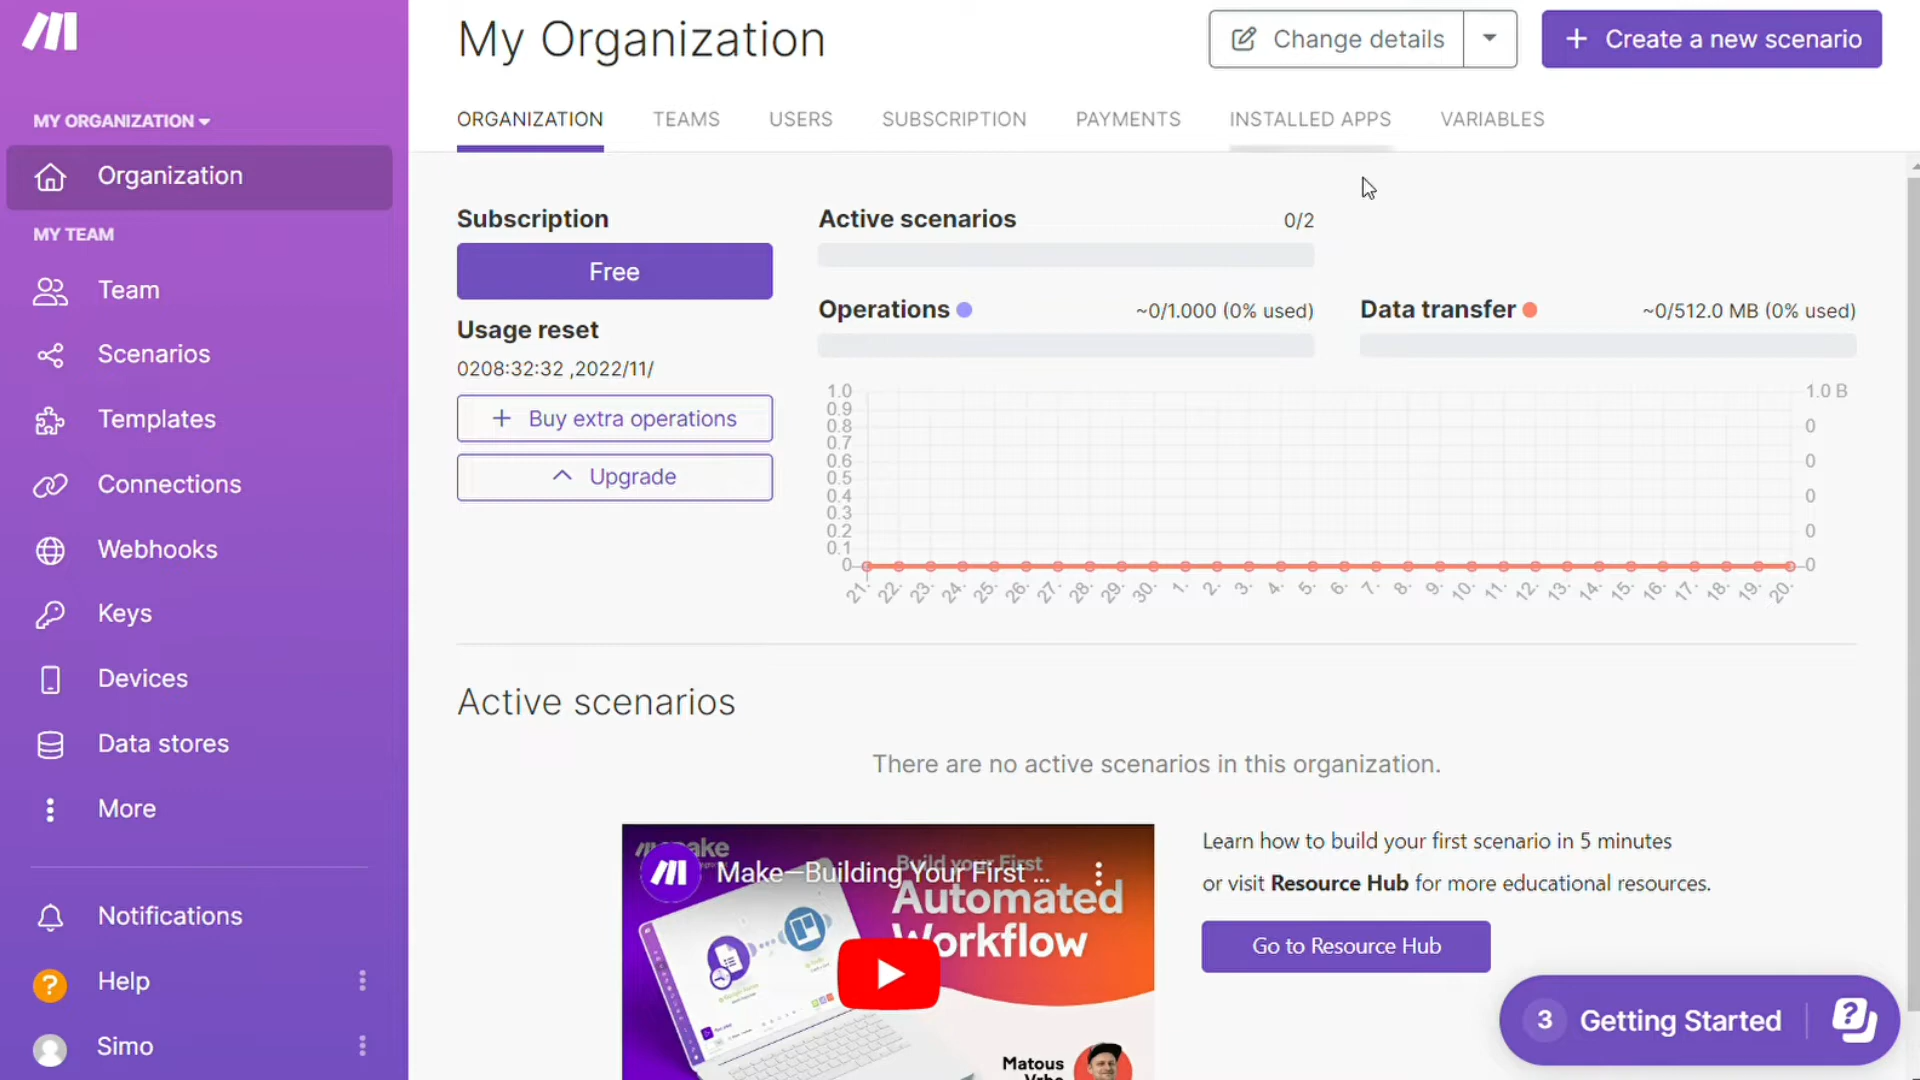 My Organization
Change details
+ Create a new scenario
MY ORGANIZATION
ORGANIZATION
TEAMS
USERS
SUBSCRIPTION
PAYMENTS
INSTALLED APPS
VARIABLES
Organization
MY TEAM
Team
Scenarios
Templates
Connections
Webhooks
Keys
Devices
Data stores
More
Notifications
? Help
Simo
Subscription
Free
Usage reset
0208:32:32 ,2022/11/
+ Buy extra operations
Upgrade
Active scenarios 0/2
Operations ~0/1.000 (0% used)
Data transfer ~0/512.0 MB (0% used)
1.0
0.9
0.8
0.7
0.6
0.5
0.4
0.3
0.2
0.1
0
1.0 B
0
0
0
0
0
21. 22. 23. 24. 25. 26. 27. 28. 29. 30. 1. 2. 3. 4. 5. 6. 7. 8. 9. 10. 11. 12. 13. 14. 15. 16. 17. 18. 19. 20.
Active scenarios
There are no active scenarios in this organization.
make
Make—Building Your First ...
Build your First
Automated
Workflow
Matous
Vrba
Learn how to build your first scenario in 5 minutes
or visit Resource Hub for more educational resources.
Go to Resource Hub
3 Getting Started ?